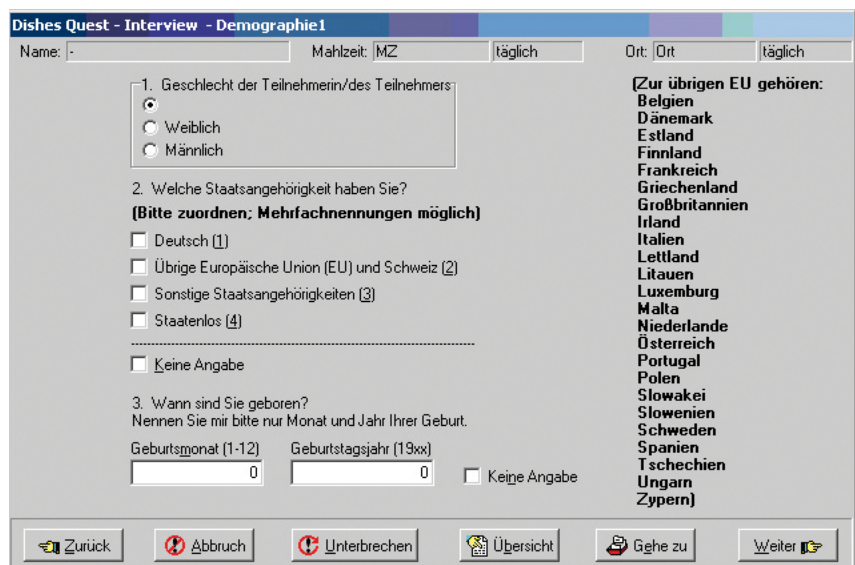 Dishes Quest - Interview - Demographie1
Name: - Mahlzeit: MZ täglich Ort: Ort täglich
1. Geschlecht der Teilnehmerin/des Teilnehmers
Weiblich
Männlich
2. Welche Staatsangehörigkeit haben Sie?
(Bitte zuordnen; Mehrfachnennungen möglich)
Deutsch (1)
Übrige Europäische Union (EU) und Schweiz (2)
Sonstige Staatsangehörigkeiten (3)
Staatenlos (4)
Keine Angabe
3. Wann sind Sie geboren?
Nennen Sie mir bitte nur Monat und Jahr Ihrer Geburt.
Geburtsmonat (1-12) Geburtstagsjahr (19xx)
0 0 Keine Angabe
(Zur übrigen EU gehören:
Belgien
Dänemark
Estland
Finnland
Frankreich
Griechenland
Großbritannien
Irland
Italien
Lettland
Litauen
Luxemburg
Malta
Niederlande
Österreich
Portugal
Polen
Slowakei
Slowenien
Schweden
Spanien
Tschechien
Ungarn
Zypern)
Zurück Abbruch Unterbrechen Übersicht Gehe zu Weiter